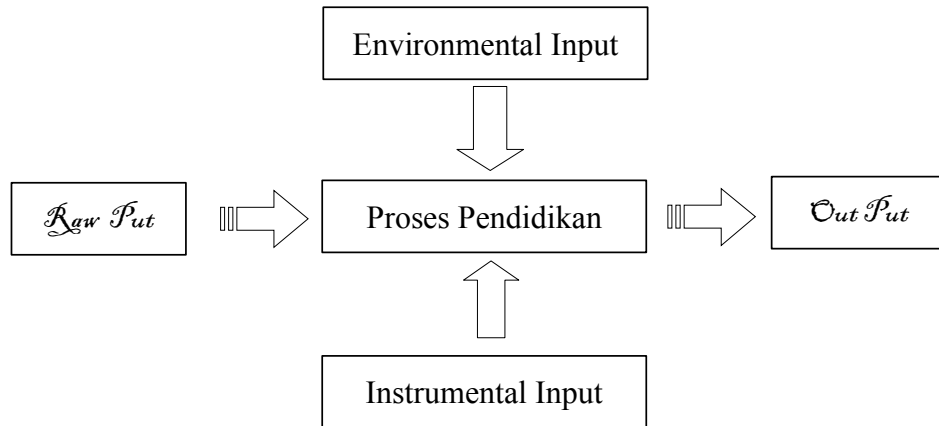 Environmental Input
Raw Put
Proses Pendidikan
Out Put
Instrumental Input